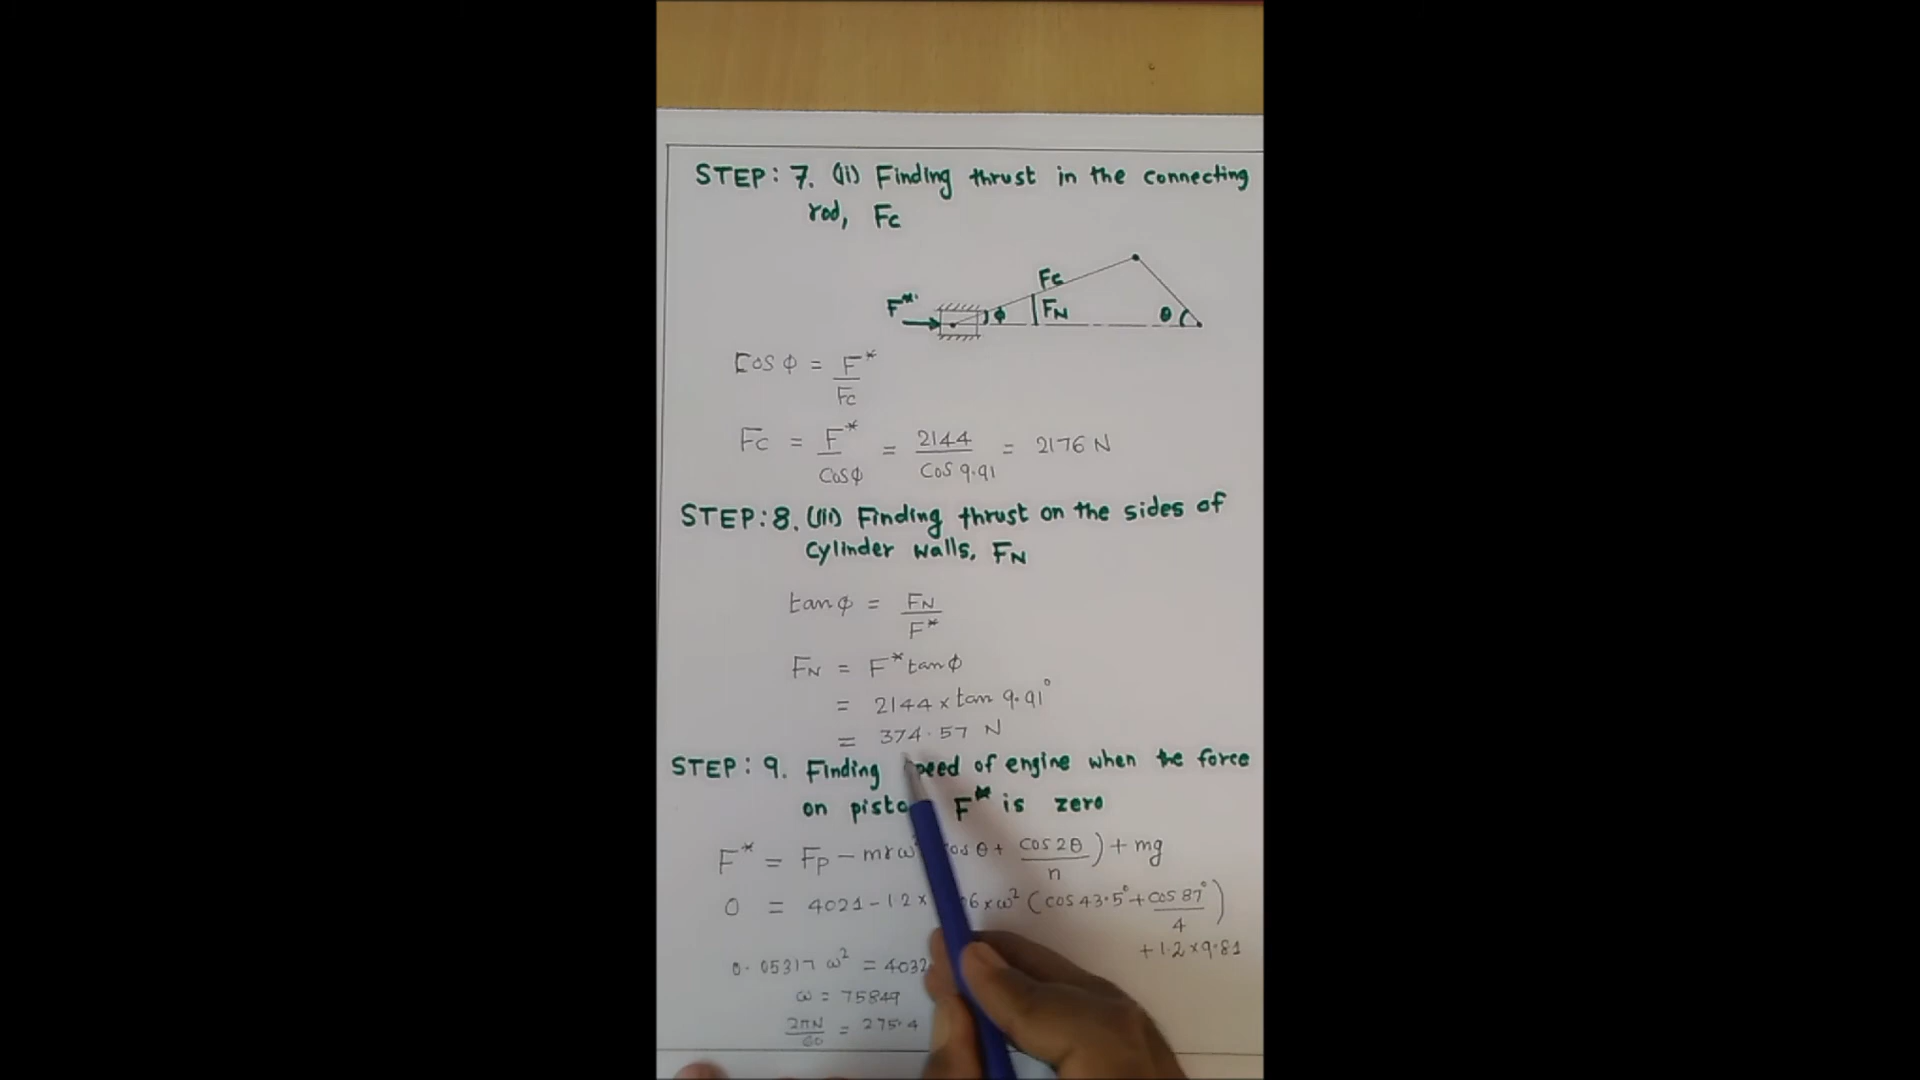 STEP: 7. (ii) Finding thrust in the connecting
rod, Fc
Fc
F*
ϕ
FN
θ
Cos ϕ = F* / Fc
Fc = F* / Cosϕ = 2144 / Cos 9.91 = 2176 N
STEP: 8. (iii) Finding thrust on the sides of
cylinder walls, FN
tan ϕ = FN / F*
FN = F* tan ϕ
= 2144 × tan 9.91°
= 374.57 N
STEP: 9. Finding of engine when the force
on F* is zero
F* = Fp - mrω² θ + cos 2θ / n ) + mg
0 = 4021 - 1.2 × 6 × ω² (cos 43.5° + cos 87° / 4 )
+ 1.2 × 9.81
0.05317 ω² = 4032
ω = 75849
2πN / 60 = 275.4